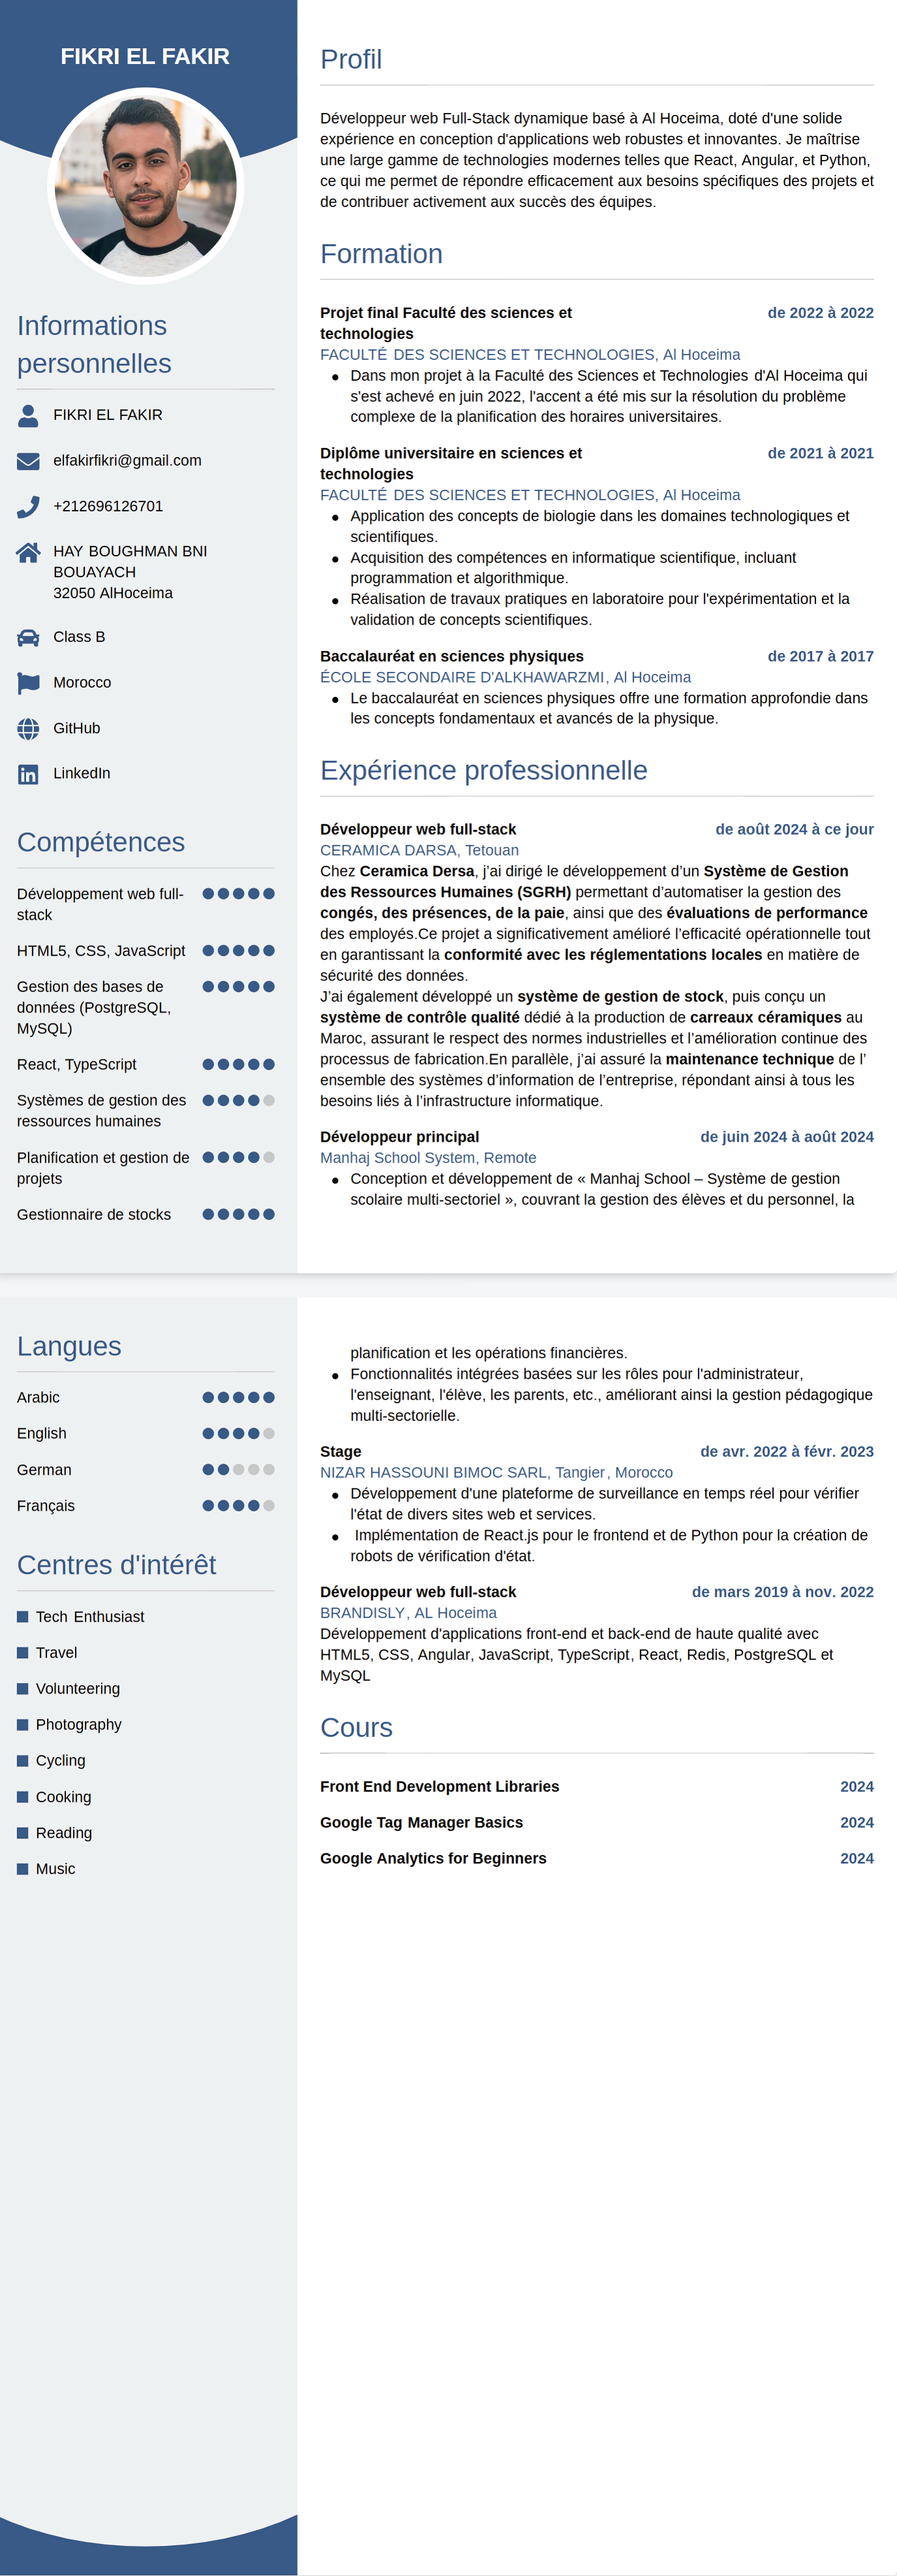 FIKRI EL FAKIR
Informations
personnelles
FIKRI EL FAKIR
elfakirfikri@gmail.com
+212696126701
HAY BOUGHMAN BNI
BOUAYACH
32050 AlHoceima
Class B
Morocco
GitHub
LinkedIn
Compétences
Développement web full-
stack
HTML5, CSS, JavaScript
Gestion des bases de
données (PostgreSQL,
MySQL)
React, TypeScript
Systèmes de gestion des
ressources humaines
Planification et gestion de
projets
Gestionnaire de stocks
Profil
Développeur web Full-Stack dynamique basé à Al Hoceima, doté d'une solide
expérience en conception d'applications web robustes et innovantes. Je maîtrise
une large gamme de technologies modernes telles que React, Angular, et Python,
ce qui me permet de répondre efficacement aux besoins spécifiques des projets et
de contribuer activement aux succès des équipes.
Formation
Projet final Faculté des sciences et de 2022 à 2022
technologies
FACULTÉ DES SCIENCES ET TECHNOLOGIES, Al Hoceima
● Dans mon projet à la Faculté des Sciences et Technologies d'Al Hoceima qui
s'est achevé en juin 2022, l'accent a été mis sur la résolution du problème
complexe de la planification des horaires universitaires.
Diplôme universitaire en sciences et de 2021 à 2021
technologies
FACULTÉ DES SCIENCES ET TECHNOLOGIES, Al Hoceima
● Application des concepts de biologie dans les domaines technologiques et
scientifiques.
● Acquisition des compétences en informatique scientifique, incluant
programmation et algorithmique.
● Réalisation de travaux pratiques en laboratoire pour l'expérimentation et la
validation de concepts scientifiques.
Baccalauréat en sciences physiques de 2017 à 2017
ÉCOLE SECONDAIRE D'ALKHAWARZMI, Al Hoceima
● Le baccalauréat en sciences physiques offre une formation approfondie dans
les concepts fondamentaux et avancés de la physique.
Expérience professionnelle
Développeur web full-stack de août 2024 à ce jour
CERAMICA DARSA, Tetouan
Chez Ceramica Dersa, j’ai dirigé le développement d’un Système de Gestion
des Ressources Humaines (SGRH) permettant d’automatiser la gestion des
congés, des présences, de la paie, ainsi que des évaluations de performance
des employés.Ce projet a significativement amélioré l’efficacité opérationnelle tout
en garantissant la conformité avec les réglementations locales en matière de
sécurité des données.
J’ai également développé un système de gestion de stock, puis conçu un
système de contrôle qualité dédié à la production de carreaux céramiques au
Maroc, assurant le respect des normes industrielles et l’amélioration continue des
processus de fabrication.En parallèle, j’ai assuré la maintenance technique de l’
ensemble des systèmes d’information de l’entreprise, répondant ainsi à tous les
besoins liés à l’infrastructure informatique.
Développeur principal de juin 2024 à août 2024
Manhaj School System, Remote
● Conception et développement de « Manhaj School – Système de gestion
scolaire multi-sectoriel », couvrant la gestion des élèves et du personnel, la
Langues
Arabic
English
German
Français
Centres d'intérêt
Tech Enthusiast
Travel
Volunteering
Photography
Cycling
Cooking
Reading
Music
planification et les opérations financières.
● Fonctionnalités intégrées basées sur les rôles pour l'administrateur,
l'enseignant, l'élève, les parents, etc., améliorant ainsi la gestion pédagogique
multi-sectorielle.
Stage de avr. 2022 à févr. 2023
NIZAR HASSOUNI BIMOC SARL, Tangier, Morocco
● Développement d'une plateforme de surveillance en temps réel pour vérifier
l'état de divers sites web et services.
● Implémentation de React.js pour le frontend et de Python pour la création de
robots de vérification d'état.
Développeur web full-stack de mars 2019 à nov. 2022
BRANDISLY, AL Hoceima
Développement d'applications front-end et back-end de haute qualité avec
HTML5, CSS, Angular, JavaScript, TypeScript, React, Redis, PostgreSQL et
MySQL
Cours
Front End Development Libraries 2024
Google Tag Manager Basics 2024
Google Analytics for Beginners 2024